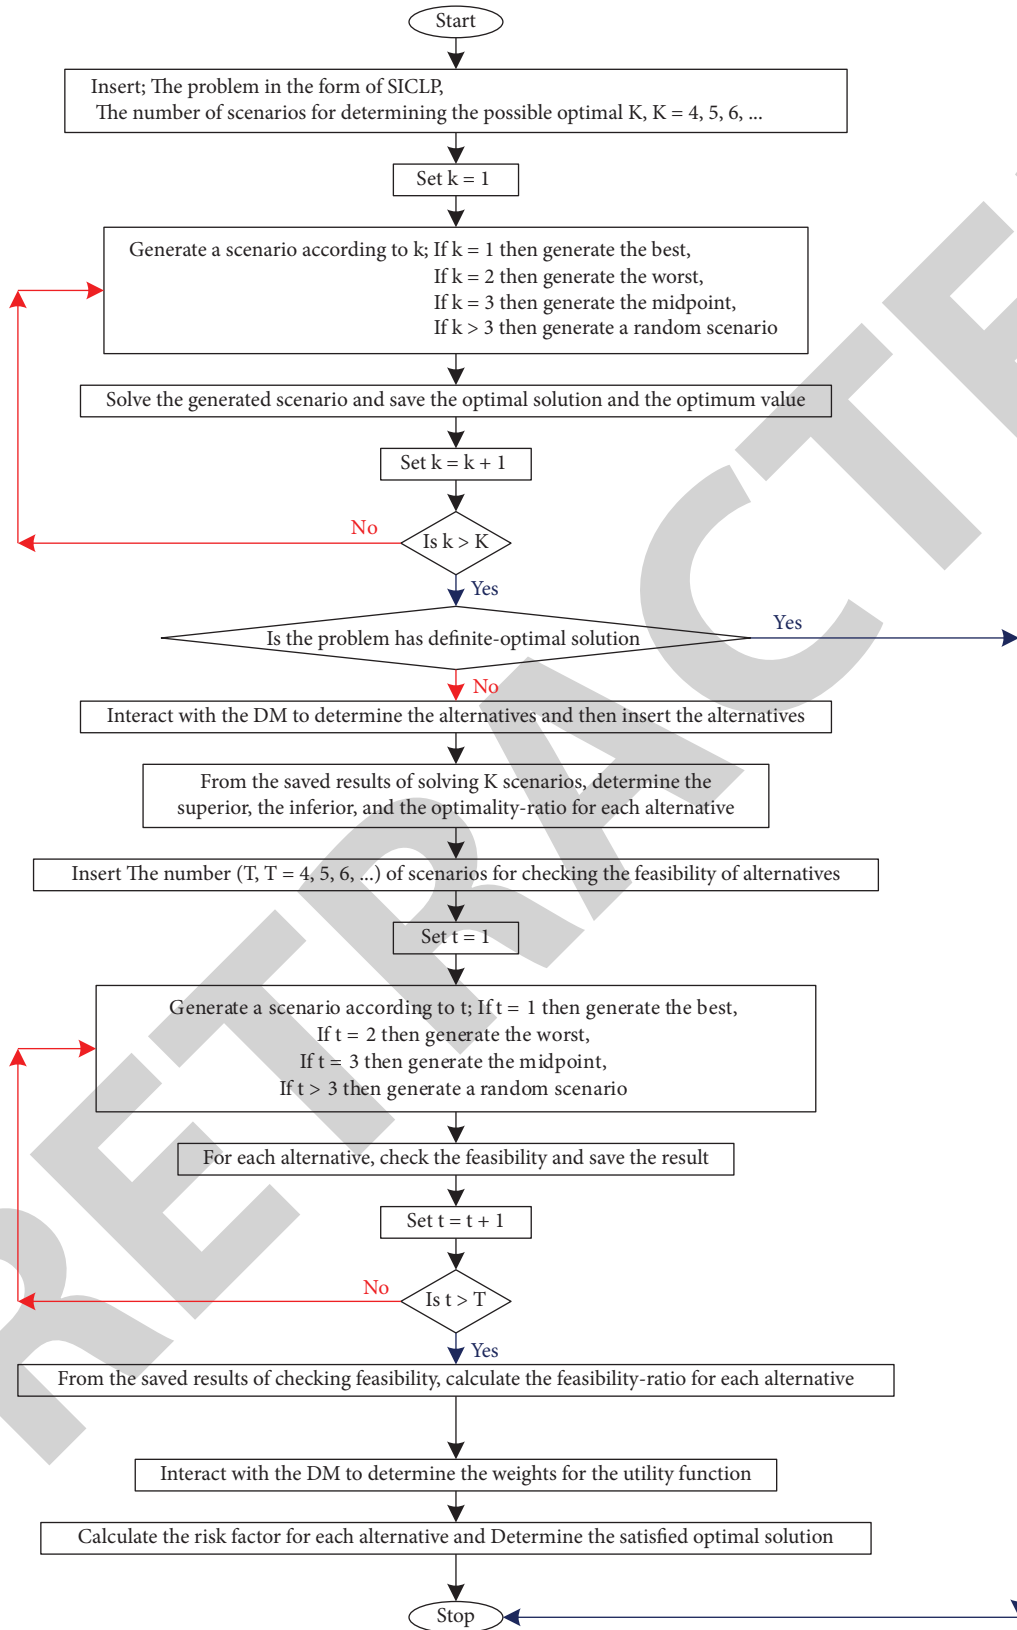 Start
Insert; The problem in the form of SICLP,
The number of scenarios for determining the possible optimal K, K = 4, 5, 6, ...
Set k = 1
Generate a scenario according to k; If k = 1 then generate the best,
If k = 2 then generate the worst,
If k = 3 then generate the midpoint,
If k > 3 then generate a random scenario
Solve the generated scenario and save the optimal solution and the optimum value
Set k = k + 1
No
Is k > K
Yes
Is the problem has definite-optimal solution
Yes
No
Interact with the DM to determine the alternatives and then insert the alternatives
From the saved results of solving K scenarios, determine the
superior, the inferior, and the optimality-ratio for each alternative
Insert The number (T, T = 4, 5, 6, ...) of scenarios for checking the feasibility of alternatives
Set t = 1
Generate a scenario according to t; If t = 1 then generate the best,
If t = 2 then generate the worst,
If t = 3 then generate the midpoint,
If t > 3 then generate a random scenario
For each alternative, check the feasibility and save the result
Set t = t + 1
No
Is t > T
Yes
From the saved results of checking feasibility, calculate the feasibility-ratio for each alternative
Interact with the DM to determine the weights for the utility function
Calculate the risk factor for each alternative and Determine the satisfied optimal solution
Stop
RETRACTE